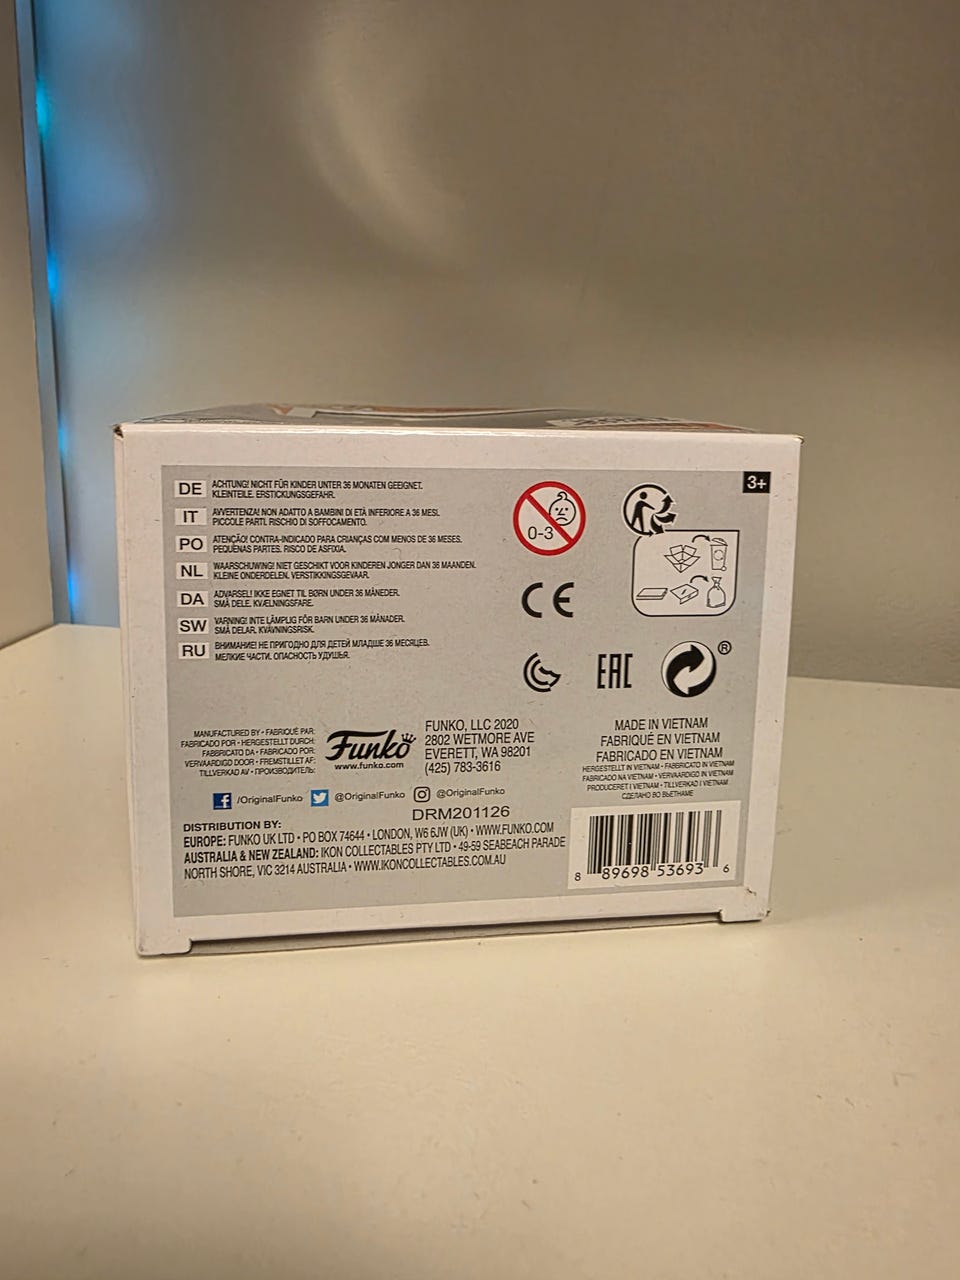 3+
DE ACHTUNG! NICHT FÜR KINDER UNTER 36 MONATEN GEEIGNET.
KLEINTEILE. ERSTICKUNGSGEFAHR.
IT AVVERTENZA! NON ADATTO A BAMBINI DI ETÀ INFERIORE A 36 MESI.
PICCOLE PARTI. RISCHIO DI SOFFOCAMENTO.
PO ATENÇÃO! CONTRA-INDICADO PARA CRIANÇAS COM MENOS DE 36 MESES.
PEQUENAS PARTES. RISCO DE ASFIXIA.
NL WAARSCHUWING! NIET GESCHIKT VOOR KINDEREN JONGER DAN 36 MAANDEN.
KLEINE ONDERDELEN. VERSTIKKINGSGEVAAR.
DA ADVARSEL! IKKE EGNET TIL BØRN UNDER 36 MÅNEDER.
SMÅ DELE. KVÆLNINGSFARE.
SW VARNING! INTE LÄMPLIG FÖR BARN UNDER 36 MÅNADER.
SMÅ DELAR. KVÄVNINGSRISK.
RU ВНИМАНИЕ! НЕ ПРИГОДНО ДЛЯ ДЕТЕЙ МЛАДШЕ 36 МЕСЯЦЕВ.
МЕЛКИЕ ЧАСТИ. ОПАСНОСТЬ УДУШЬЯ.
0-3
CE
EAC
®
MANUFACTURED BY • FABRIQUÉ PAR:
FABRICADO POR • HERGESTELLT DURCH:
FABBRICATO DA • FABRICADO POR:
VERVAARDIGD DOOR • FREMSTILLET AF:
TILLVERKAD AV • ПРОИЗВОДИТЕЛЬ:
Funko
www.funko.com
FUNKO, LLC 2020
2802 WETMORE AVE
EVERETT, WA 98201
(425) 783-3616
MADE IN VIETNAM
FABRIQUÉ EN VIETNAM
FABRICADO EN VIETNAM
HERGESTELLT IN VIETNAM • FABBRICATO IN VIETNAM
FABRICADO NA VIETNAM • VERVAARDIGD IN VIETNAM
PRODUCERET I VIETNAM • TILLVERKAD I VIETNAM
СДЕЛАНО ВО ВЬЕТНАМЕ
/OriginalFunko @OriginalFunko @OriginalFunko
DRM201126
DISTRIBUTION BY:
EUROPE: FUNKO UK LTD • PO BOX 74644 • LONDON, W6 6JW (UK) • WWW.FUNKO.COM
AUSTRALIA & NEW ZEALAND: IKON COLLECTABLES PTY LTD • 49-59 SEABEACH PARADE
NORTH SHORE, VIC 3214 AUSTRALIA • WWW.IKONCOLLECTABLES.COM.AU
8 89698 53693 6